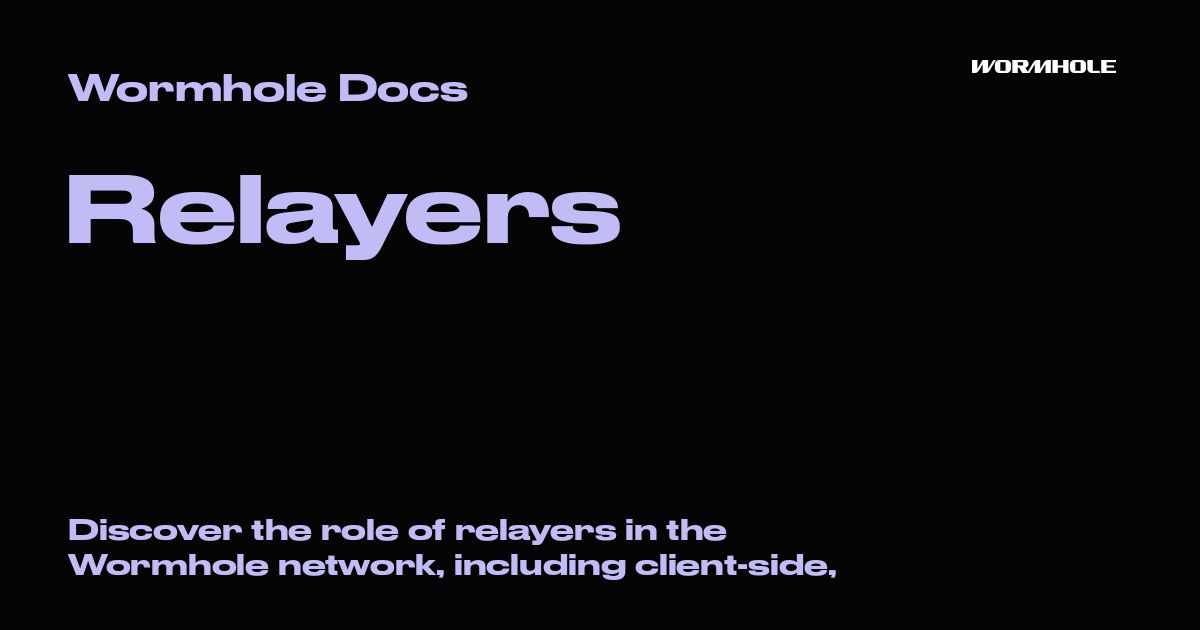 Wormhole Docs
WORMHOLE
Relayers
Discover the role of relayers in the
Wormhole network, including client-side,